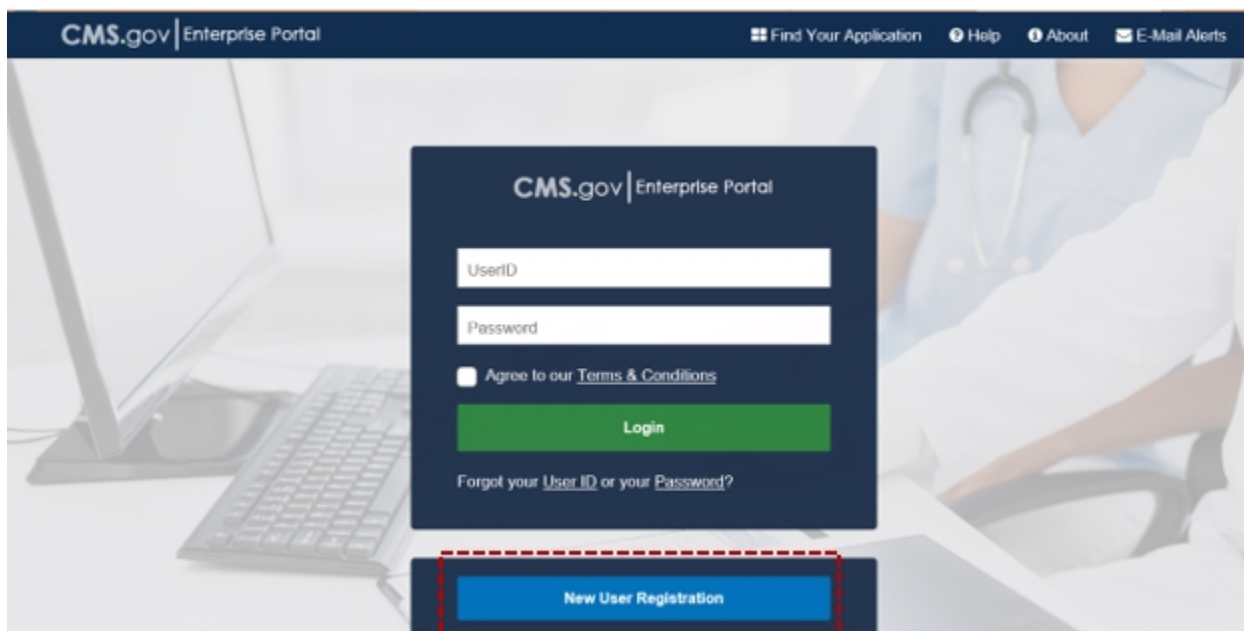 CMS.gov Enterprise Portal Find Your Application Help About E-Mail Alerts
CMS.gov Enterprise Portal
UserID
Password
Agree to our Terms & Conditions
Login
Forgot your User ID or your Password?
New User Registration